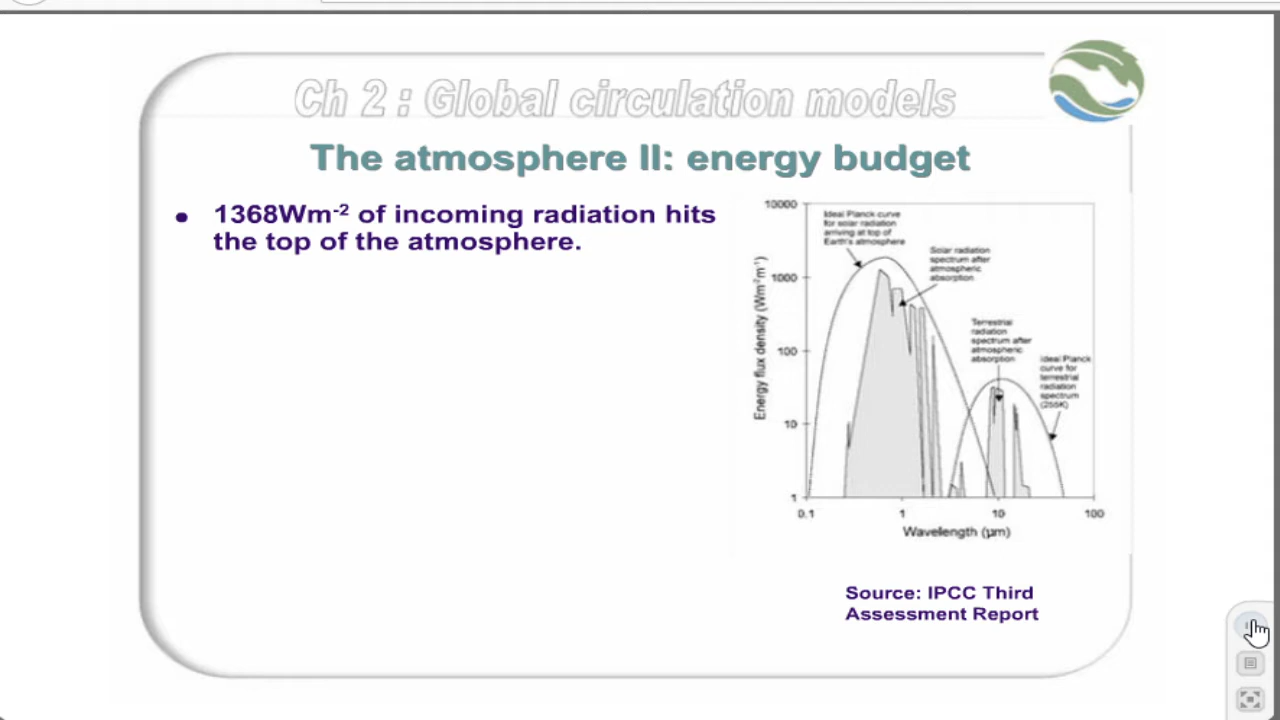 Ch 2 : Global circulation models
The atmosphere II: energy budget
• 1368Wm-2 of incoming radiation hits
the top of the atmosphere.
10000
1000
100
10
1
Energy flux density (Wm-2m-1)
Ideal Planck curve
for solar radiation
arriving at top of
Earth's atmosphere
Solar radiation
spectrum after
atmospheric
absorption
Terrestrial
radiation
spectrum after
atmospheric
absorption
Ideal Planck
curve for
terrestrial
radiation
spectrum
(255K)
0.1 1 10 100
Wavelength (μm)
Source: IPCC Third
Assessment Report